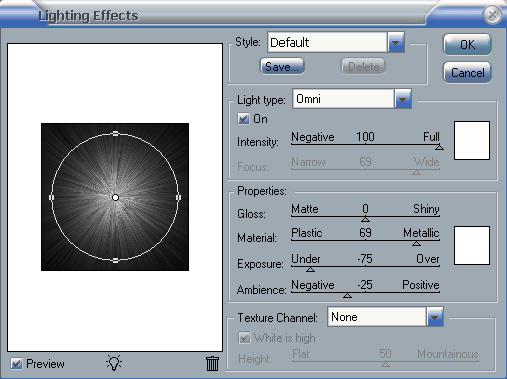 Lighting Effects
Style: Default
Save... Delete
OK
Cancel
Light type: Omni
On
Intensity: Negative 100 Full
Focus: Narrow 69 Wide
Properties:
Gloss: Matte 0 Shiny
Material: Plastic 69 Metallic
Exposure: Under -75 Over
Ambience: Negative -25 Positive
Texture Channel: None
White is high
Height: Flat 50 Mountainous
Preview